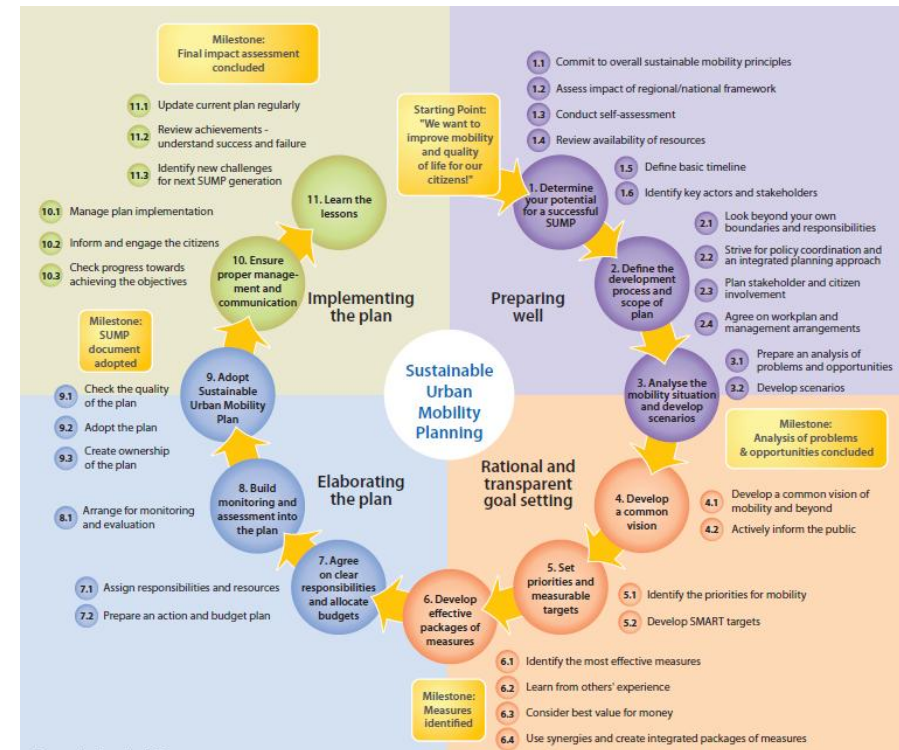 Milestone:
Final impact assessment
concluded
11.1 Update current plan regularly
11.2 Review achievements -
understand success and failure
11.3 Identify new challenges
for next SUMP generation
10.1 Manage plan implementation
10.2 Inform and engage the citizens
10.3 Check progress towards
achieving the objectives
11. Learn the
lessons
10. Ensure
proper manage-
ment and
communication
Implementing
the plan
Milestone:
SUMP
document
adopted
Starting Point:
"We want to
improve mobility
and quality
of life for our
citizens!"
1.1 Commit to overall sustainable mobility principles
1.2 Assess impact of regional/national framework
1.3 Conduct self-assessment
1.4 Review availability of resources
1.5 Define basic timeline
1.6 Identify key actors and stakeholders
1. Determine
your potential
for a successful
SUMP
2.1 Look beyond your own
boundaries and responsibilities
2.2 Strive for policy coordination and
an integrated planning approach
2.3 Plan stakeholder and citizen
involvement
2.4 Agree on workplan and
management arrangements
2. Define the
development
process and
scope of
plan
Preparing
well
3.1 Prepare an analysis of
problems and opportunities
3.2 Develop scenarios
3. Analyse the
mobility situation
and develop
scenarios
Milestone:
Analysis of problems
& opportunities concluded
Sustainable
Urban
Mobility
Planning
Rational and
transparent
goal setting
4. Develop
a common
vision
4.1 Develop a common vision of
mobility and beyond
4.2 Actively inform the public
5. Set
priorities and
measurable
targets
5.1 Identify the priorities for mobility
5.2 Develop SMART targets
6. Develop
effective
packages of
measures
6.1 Identify the most effective measures
6.2 Learn from others' experience
6.3 Consider best value for money
6.4 Use synergies and create integrated packages of measures
Milestone:
Measures
identified
7. Agree
on clear
responsibilities
and allocate
budgets
7.1 Assign responsibilities and resources
7.2 Prepare an action and budget plan
8. Build
monitoring and
assessment into
the plan
8.1 Arrange for monitoring
and evaluation
Elaborating
the plan
9. Adopt
Sustainable
Urban Mobility
Plan
9.1 Check the quality
of the plan
9.2 Adopt the plan
9.3 Create ownership
of the plan